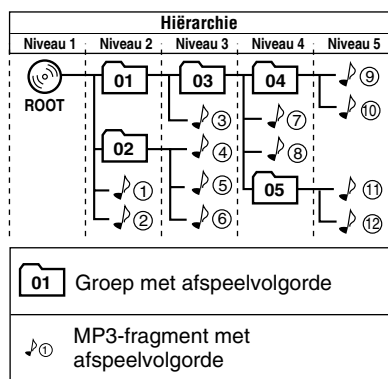 Hiërarchie
Niveau 1 Niveau 2 Niveau 3 Niveau 4 Niveau 5
ROOT 01 03 04 ⑨
⑩
③ ⑦
02 ④ ⑧
① ⑤ 05 ⑪
② ⑥ ⑫
01 Groep met afspeelvolgorde
① MP3-fragment met
afspeelvolgorde